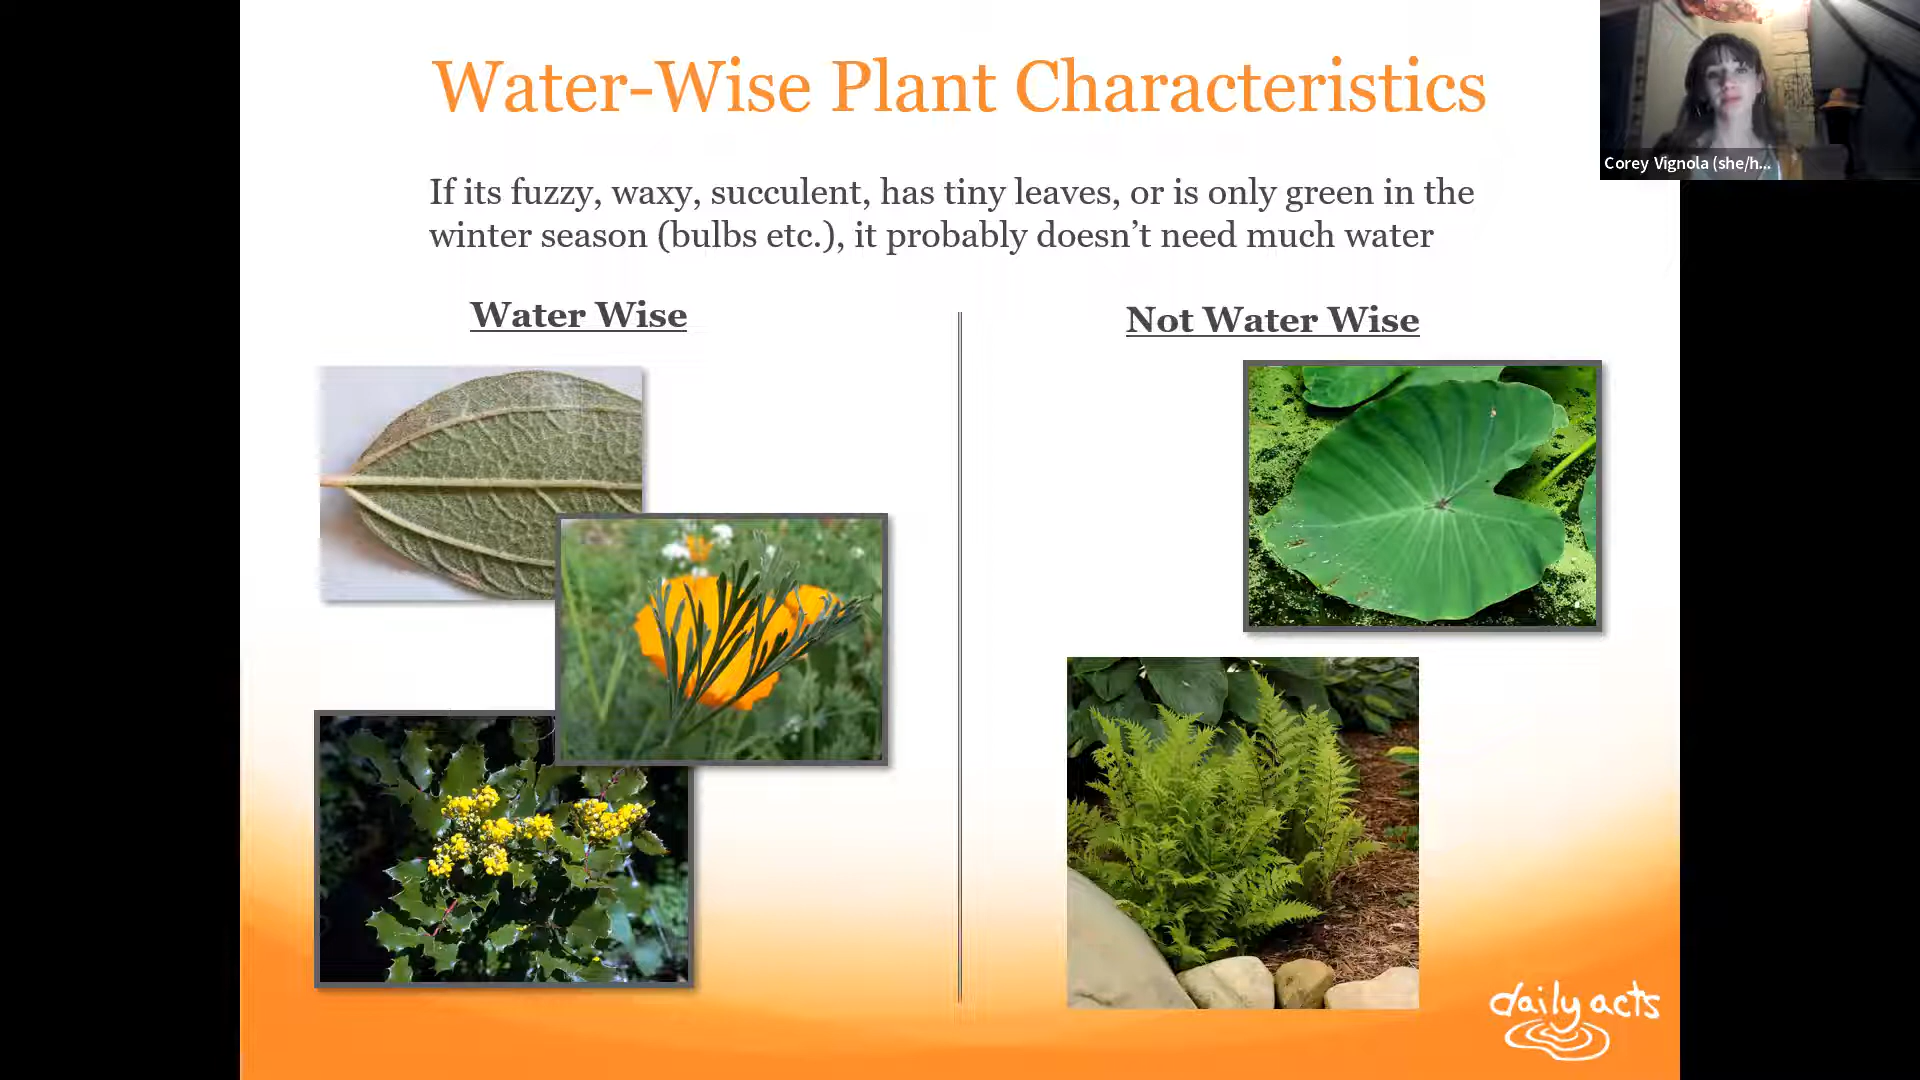 Water-Wise Plant Characteristics
Corey Vignola (she/h...
If its fuzzy, waxy, succulent, has tiny leaves, or is only green in the
winter season (bulbs etc.), it probably doesn’t need much water
Water Wise
Not Water Wise
daily acts